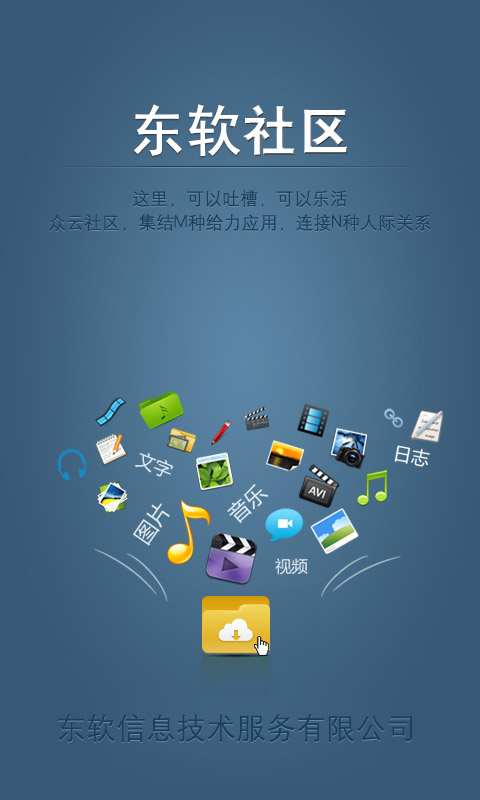 东软社区
这里，可以吐槽，可以乐活
众云社区，集结M种给力应用，连接N种人际关系
日志
文字
音乐
图片
AVI
视频
东软信息技术服务有限公司